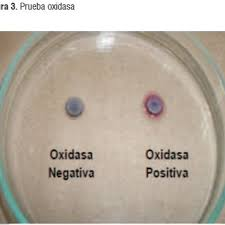 ra 3. Prueba oxidasa
Oxidasa Oxidasa
Negativa Positiva